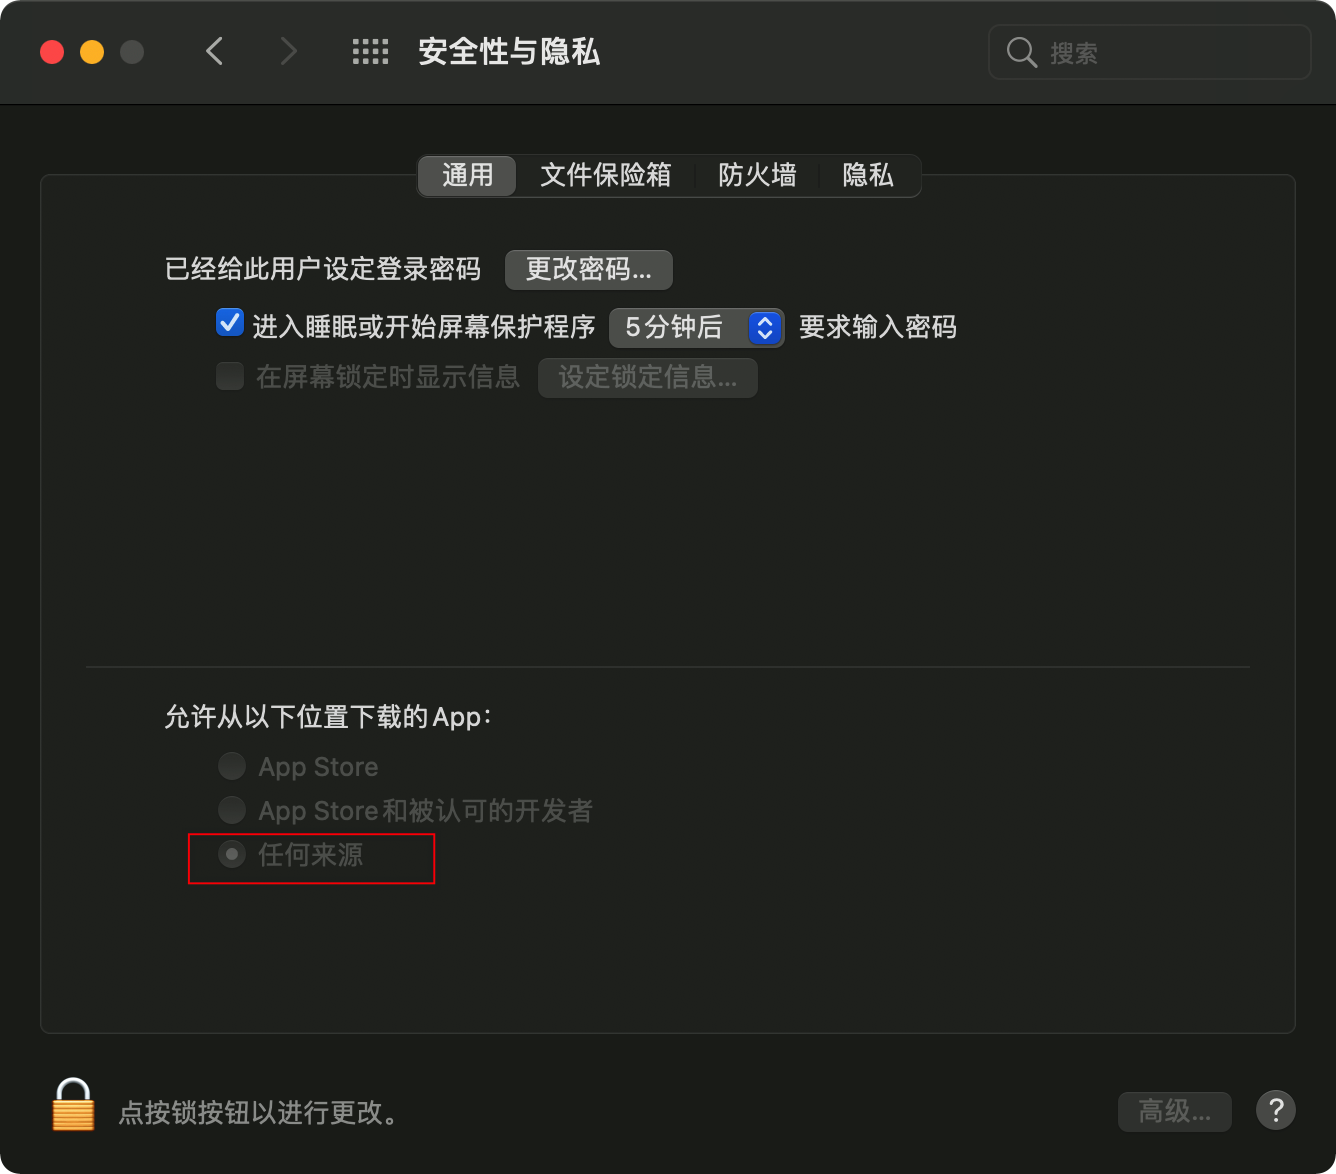 安全性与隐私
搜索
通用 文件保险箱 防火墙 隐私
已经给此用户设定登录密码 更改密码...
进入睡眠或开始屏幕保护程序 5分钟后 要求输入密码
在屏幕锁定时显示信息 设定锁定信息...
允许从以下位置下载的App：
App Store
App Store和被认可的开发者
任何来源
点按锁按钮以进行更改。
高级... ?